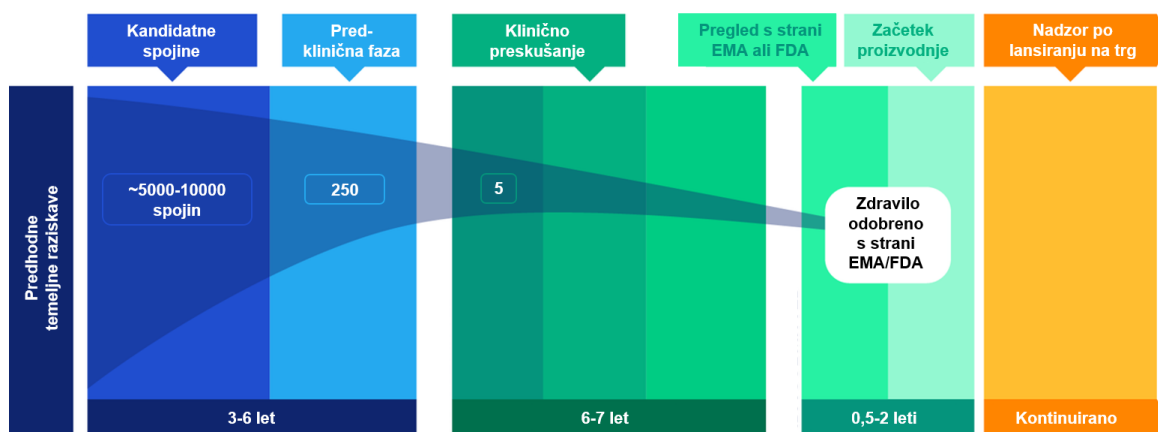 Kandidatne
spojine
Pred-
klinična faza
Klinično
preskušanje
Pregled s strani
EMA ali FDA
Začetek
proizvodnje
Nadzor po
lansiranju na trg
Predhodne
temeljne raziskave
~5000-10000
spojin
250
5
Zdravilo
odobreno
s strani
EMA/FDA
3-6 let
6-7 let
0,5-2 leti
Kontinuirano